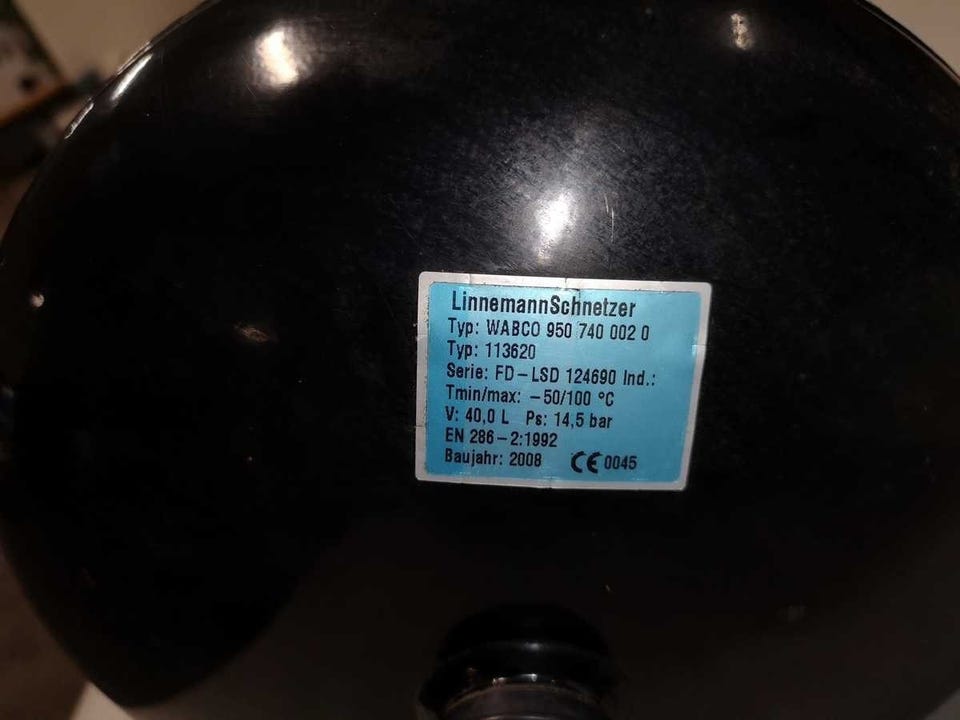 LinnemannSchnetzer
Typ: WABCO 950 740 002 0
Typ: 113620
Serie: FD-LSD 124690 Ind.:
Tmin/max: -50/100 °C
V: 40,0 L Ps: 14,5 bar
EN 286-2:1992
Baujahr: 2008 CE 0045